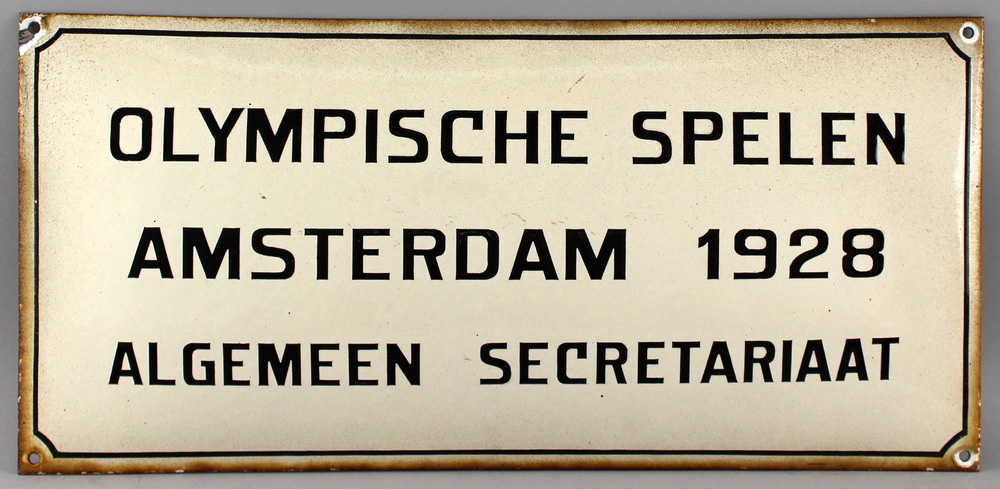 OLYMPISCHE SPELEN
AMSTERDAM 1928
ALGEMEEN SECRETARIAAT